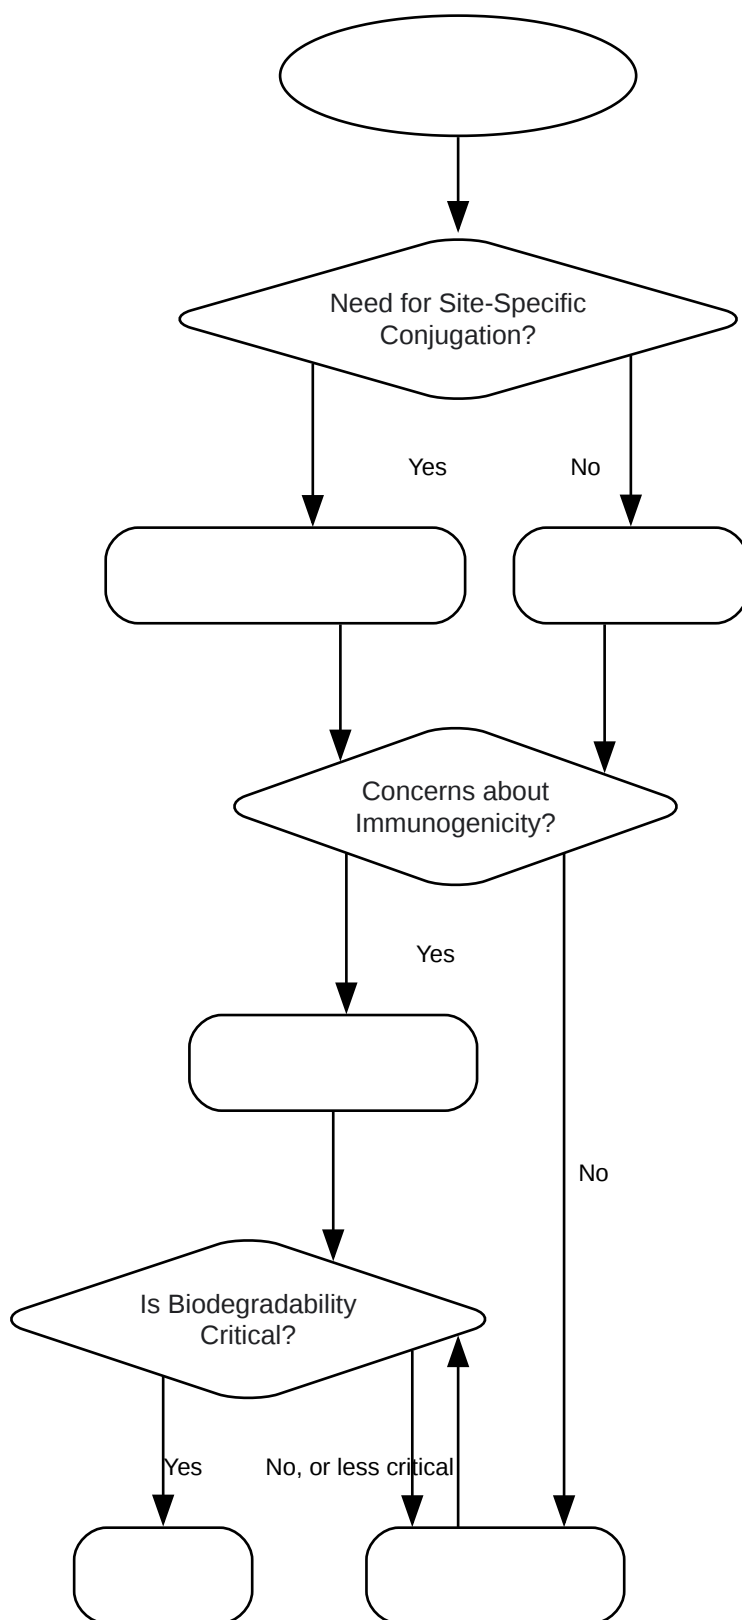 Need for Site-Specific
Conjugation?
Yes
No
Concerns about
Immunogenicity?
Yes
No
Is Biodegradability
Critical?
Yes
No, or less critical